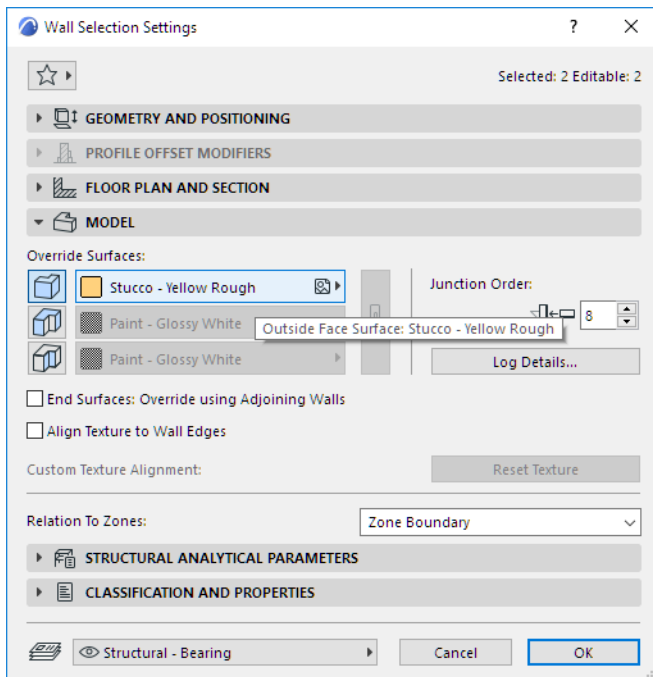 Wall Selection Settings
?
Selected: 2 Editable: 2
GEOMETRY AND POSITIONING
PROFILE OFFSET MODIFIERS
FLOOR PLAN AND SECTION
MODEL
Override Surfaces:
Stucco - Yellow Rough
Junction Order:
Paint - Glossy White
Outside Face Surface: Stucco - Yellow Rough
8
Paint - Glossy White
Log Details...
End Surfaces: Override using Adjoining Walls
Align Texture to Wall Edges
Custom Texture Alignment:
Reset Texture
Relation To Zones:
Zone Boundary
STRUCTURAL ANALYTICAL PARAMETERS
CLASSIFICATION AND PROPERTIES
Structural - Bearing
Cancel
OK